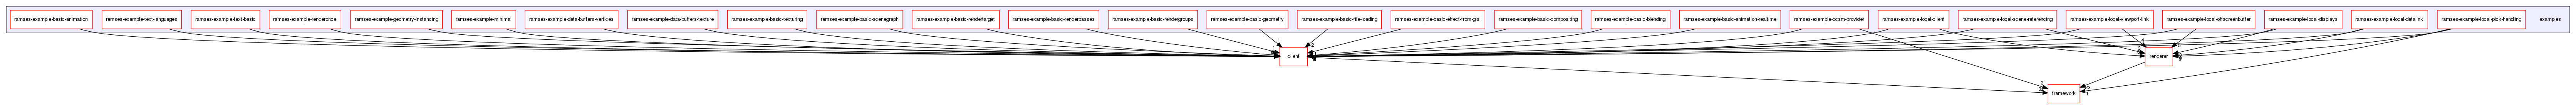 ramses-example-basic-animation
ramses-example-text-languages
ramses-example-text-basic
ramses-example-renderonce
ramses-example-geometry-instancing
ramses-example-minimal
ramses-example-data-buffers-vertices
ramses-example-data-buffers-texture
ramses-example-basic-texturing
ramses-example-basic-scenegraph
ramses-example-basic-rendertarget
ramses-example-basic-renderpasses
ramses-example-basic-rendergroups
ramses-example-basic-geometry
ramses-example-basic-file-loading
ramses-example-basic-effect-from-glsl
ramses-example-basic-compositing
ramses-example-basic-blending
ramses-example-basic-animation-realtime
ramses-example-dcsm-provider
ramses-example-local-client
ramses-example-local-scene-referencing
ramses-example-local-viewport-link
ramses-example-local-offscreenbuffer
ramses-example-local-displays
ramses-example-local-datalink
ramses-example-local-pick-handling
examples
client
renderer
framework